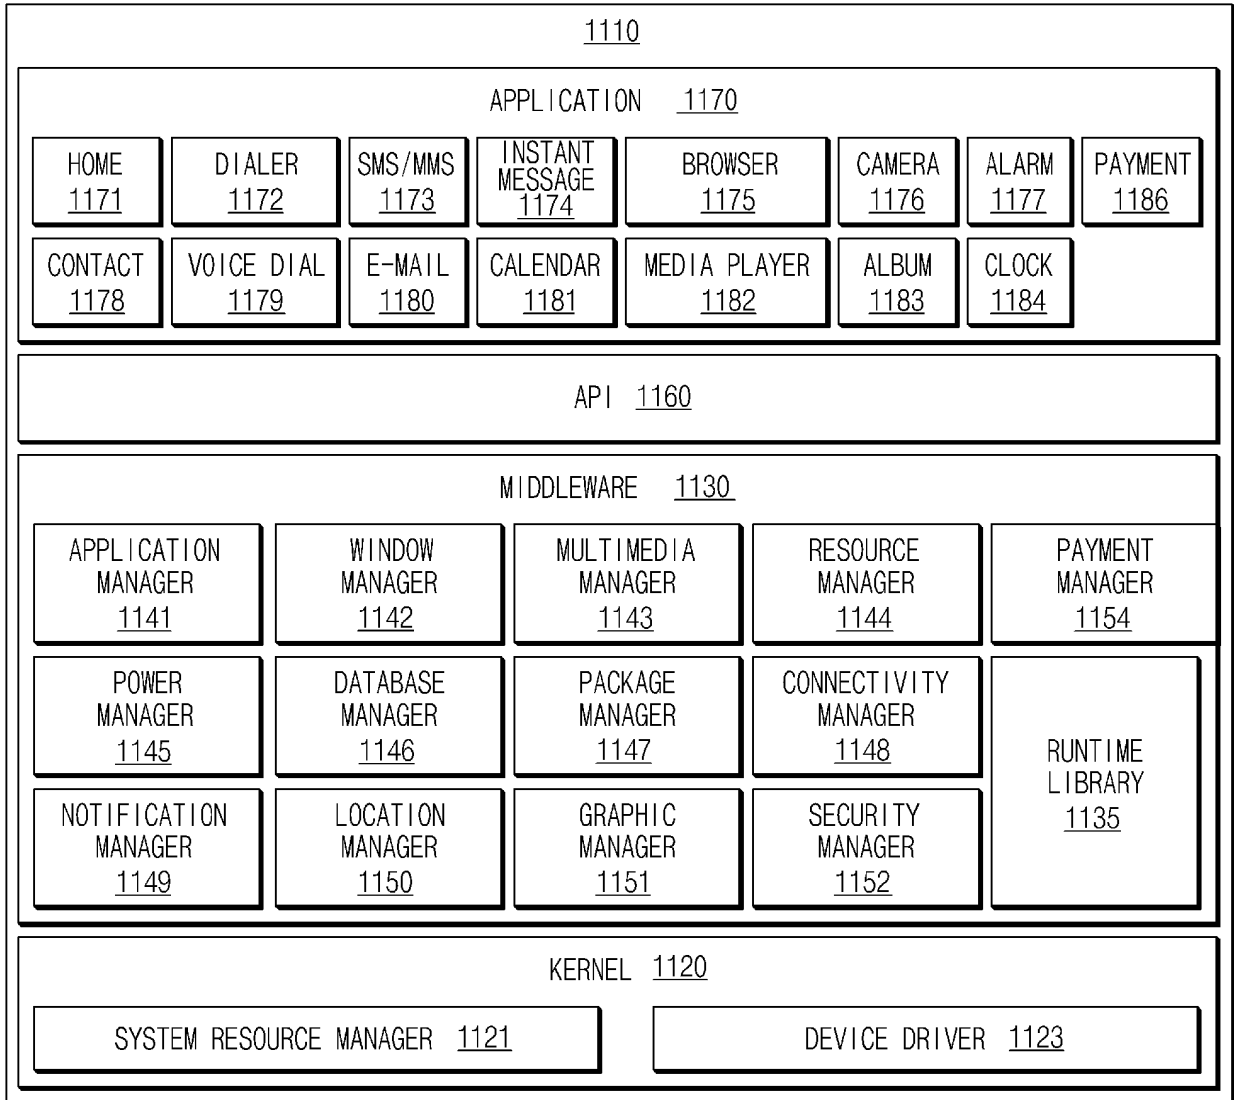 1110
APPLICATION 1170
HOME
1171
DIALER
1172
SMS/MMS
1173
INSTANT
MESSAGE
1174
BROWSER
1175
CAMERA
1176
ALARM
1177
PAYMENT
1186
CONTACT
1178
VOICE DIAL
1179
E-MAIL
1180
CALENDAR
1181
MEDIA PLAYER
1182
ALBUM
1183
CLOCK
1184
API 1160
MIDDLEWARE 1130
APPLICATION
MANAGER
1141
WINDOW
MANAGER
1142
MULTIMEDIA
MANAGER
1143
RESOURCE
MANAGER
1144
PAYMENT
MANAGER
1154
POWER
MANAGER
1145
DATABASE
MANAGER
1146
PACKAGE
MANAGER
1147
CONNECTIVITY
MANAGER
1148
RUNTIME
LIBRARY
1135
NOTIFICATION
MANAGER
1149
LOCATION
MANAGER
1150
GRAPHIC
MANAGER
1151
SECURITY
MANAGER
1152
KERNEL 1120
SYSTEM RESOURCE MANAGER 1121
DEVICE DRIVER 1123